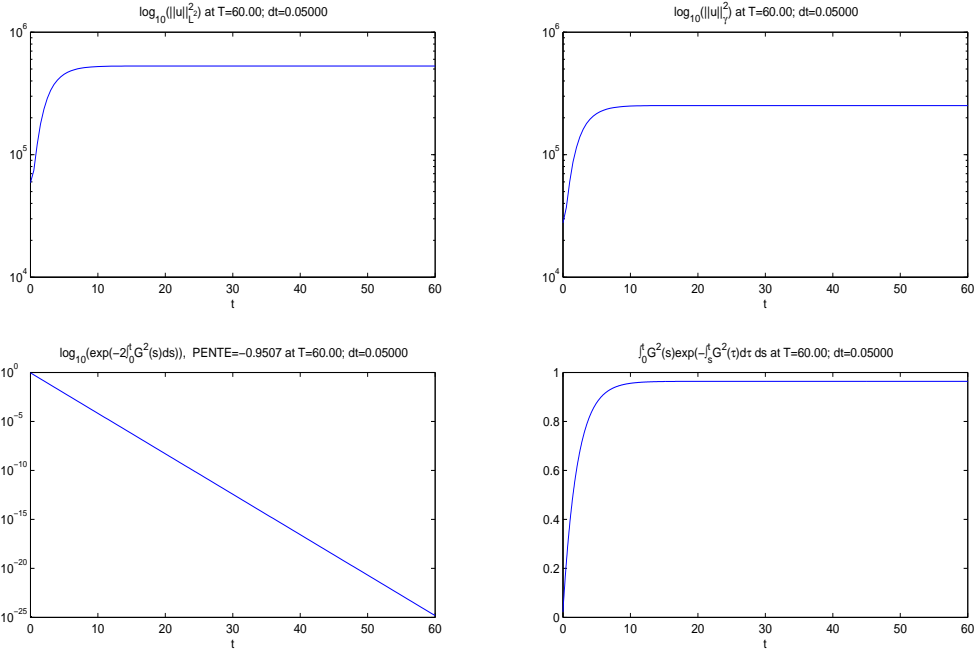 log10(||u||²L²) at T=60.00; dt=0.05000
10⁶
10⁵
10⁴
0 10 20 30 40 50 60
t
log10(||u||²γ) at T=60.00; dt=0.05000
10⁶
10⁵
10⁴
0 10 20 30 40 50 60
t
log10(exp(-2∫₀ᵗG²(s)ds)), PENTE=-0.9507 at T=60.00; dt=0.05000
10⁰
10⁻⁵
10⁻¹⁰
10⁻¹⁵
10⁻²⁰
10⁻²⁵
0 10 20 30 40 50 60
t
∫₀ᵗG²(s)exp(-∫ₛᵗG²(τ)dτ ds at T=60.00; dt=0.05000
1
0.8
0.6
0.4
0.2
0
0 10 20 30 40 50 60
t